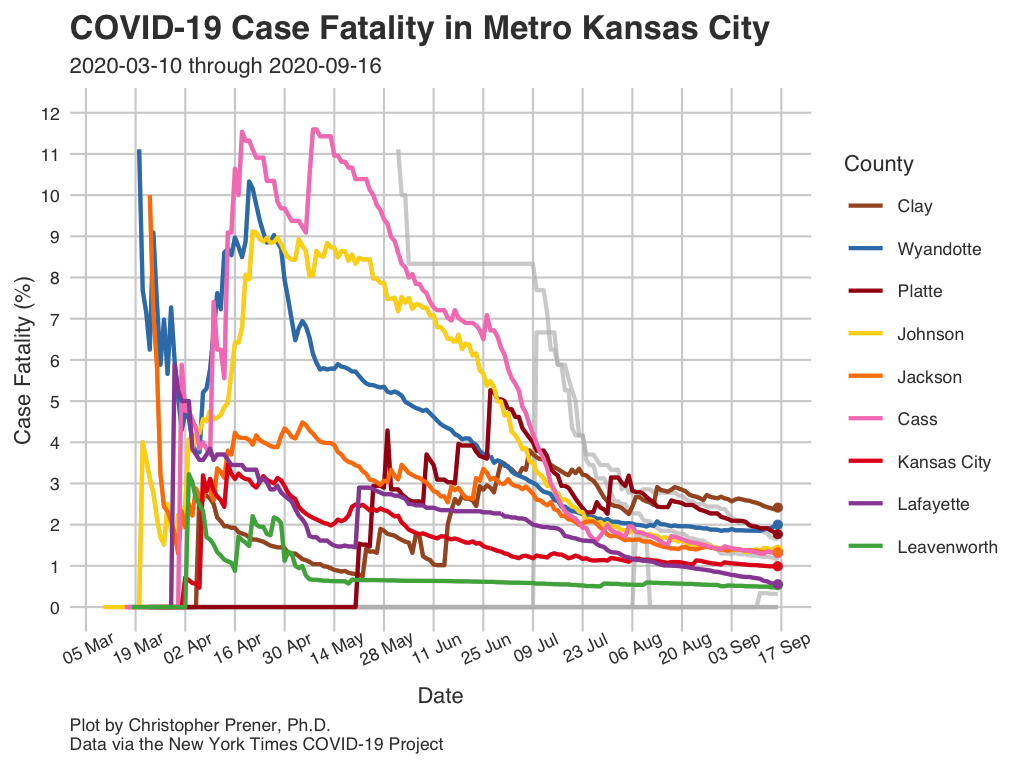 COVID-19 Case Fatality in Metro Kansas City
2020-03-10 through 2020-09-16
Case Fatality (%)
12
11
10
9
8
7
6
5
4
3
2
1
0
05 Mar
19 Mar
02 Apr
16 Apr
30 Apr
14 May
28 May
11 Jun
25 Jun
09 Jul
23 Jul
06 Aug
20 Aug
03 Sep
17 Sep
Date
County
Clay
Wyandotte
Platte
Johnson
Jackson
Cass
Kansas City
Lafayette
Leavenworth
Plot by Christopher Prener, Ph.D.
Data via the New York Times COVID-19 Project